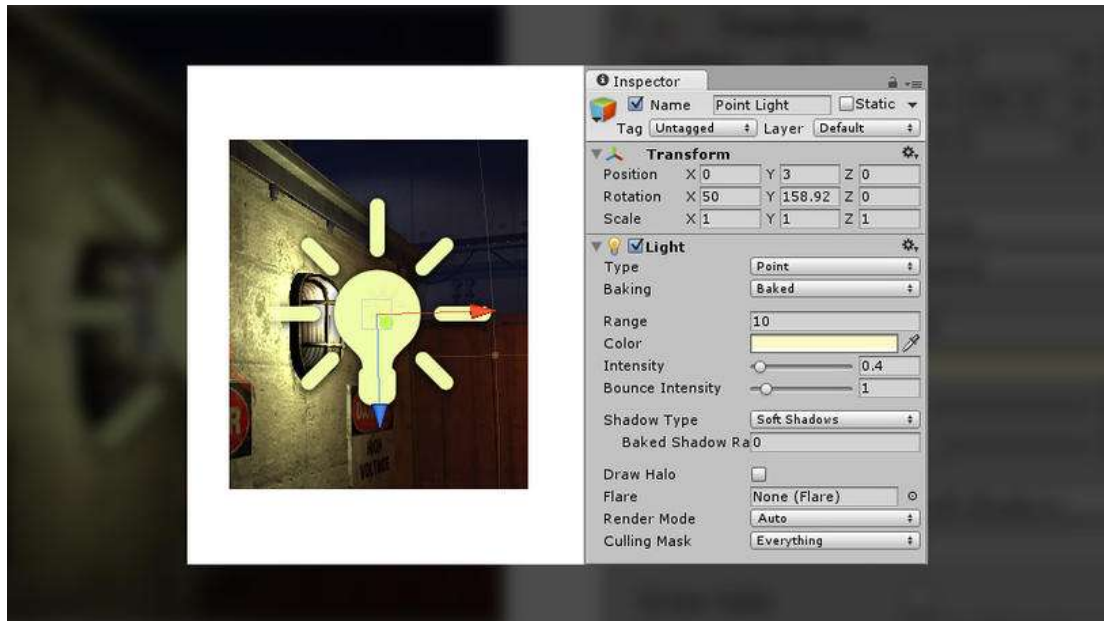 Inspector
Name Point Light Static
Tag Untagged Layer Default
Transform
Position X 0 Y 3 Z 0
Rotation X 50 Y 158.92 Z 0
Scale X 1 Y 1 Z 1
Light
Type Point
Baking Baked
Range 10
Color
Intensity 0.4
Bounce Intensity 1
Shadow Type Soft Shadows
Baked Shadow Ra 0
Draw Halo
Flare None (Flare)
Render Mode Auto
Culling Mask Everything
HIGH
VOLTAGE